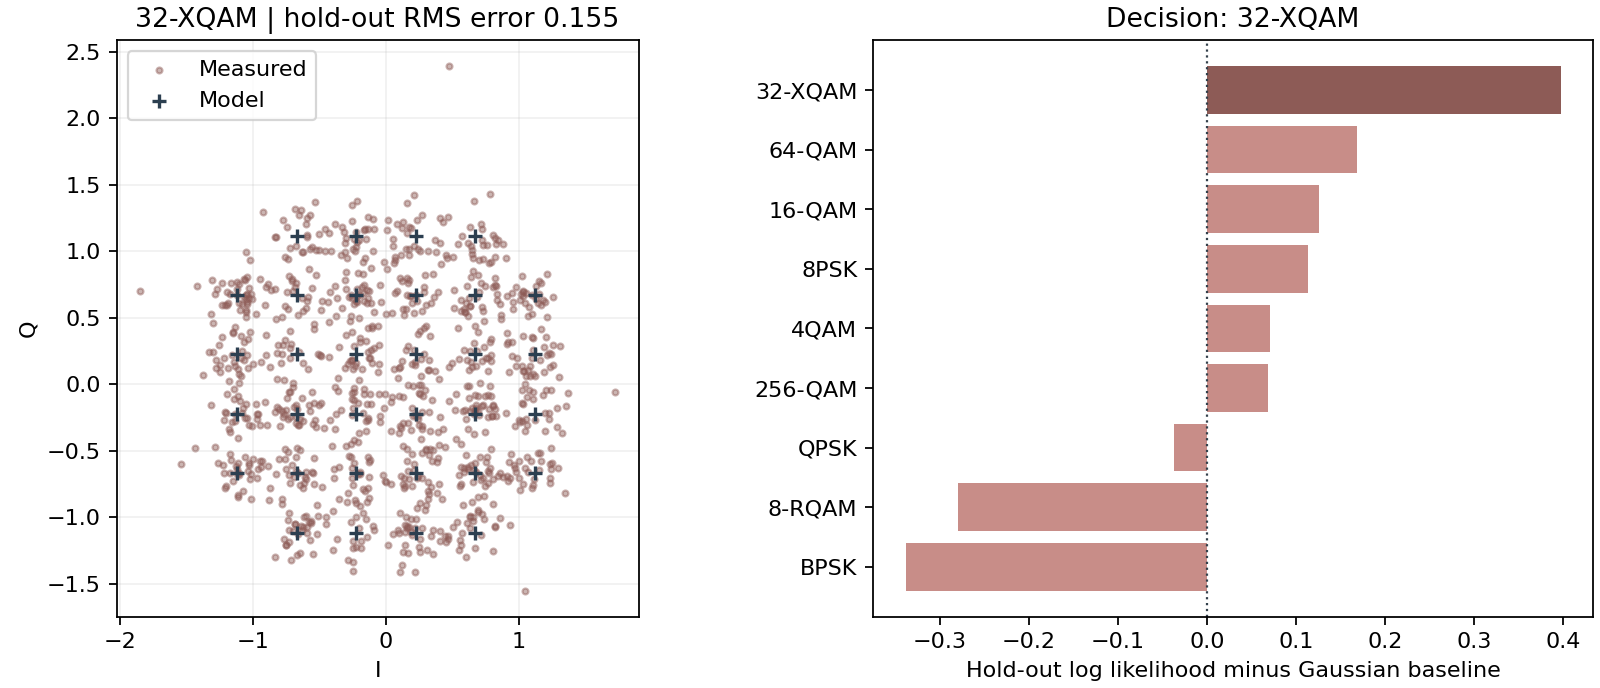 32-XQAM | hold-out RMS error 0.155
Measured
Model
2.5
2.0
1.5
1.0
0.5
0.0
−0.5
−1.0
−1.5
Q
−2
−1
0
1
I
Decision: 32-XQAM
32-XQAM
64-QAM
16-QAM
8PSK
4QAM
256-QAM
QPSK
8-RQAM
BPSK
−0.3
−0.2
−0.1
0.0
0.1
0.2
0.3
0.4
Hold-out log likelihood minus Gaussian baseline